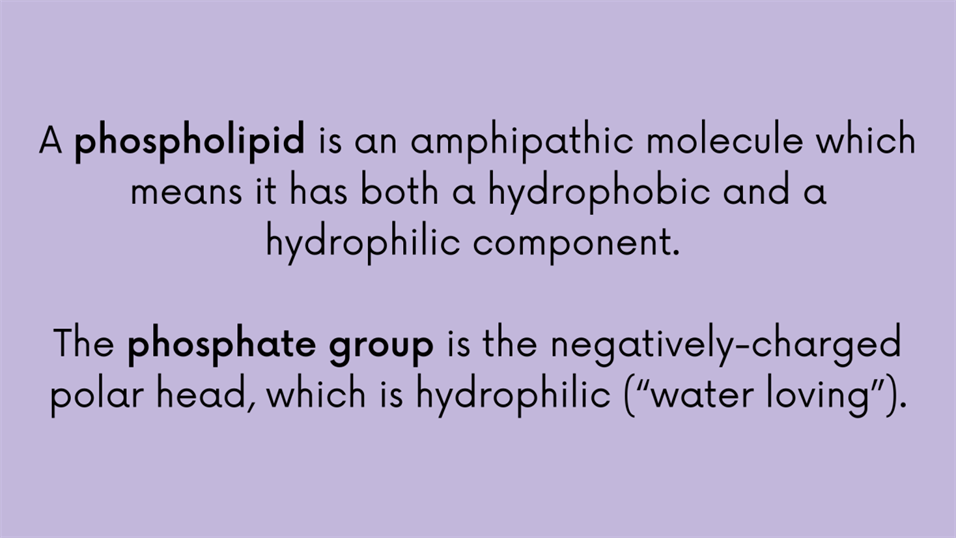 A phospholipid is an amphipathic molecule which
means it has both a hydrophobic and a
hydrophilic component.
The phosphate group is the negatively-charged
polar head, which is hydrophilic (“water loving”).